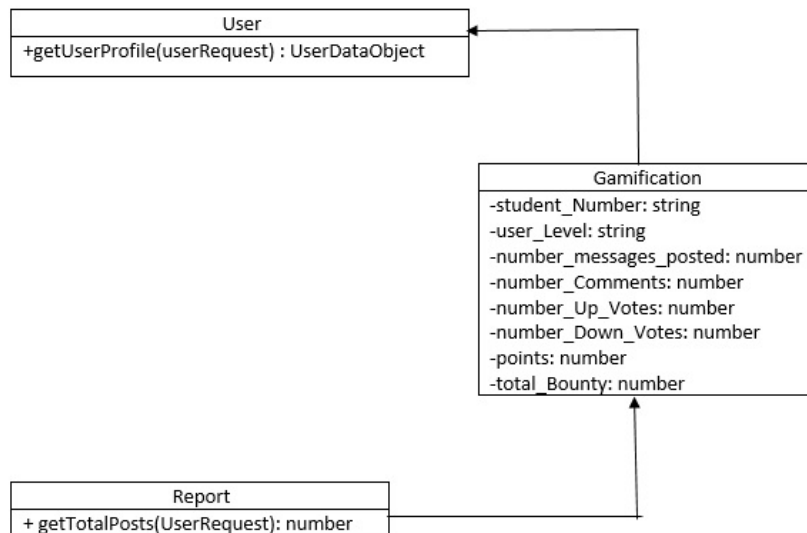 User
+getUserProfile(userRequest) : UserDataObject
Gamification
-student_Number: string
-user_Level: string
-number_messages_posted: number
-number_Comments: number
-number_Up_Votes: number
-number_Down_Votes: number
-points: number
-total_Bounty: number
Report
+ getTotalPosts(UserRequest): number